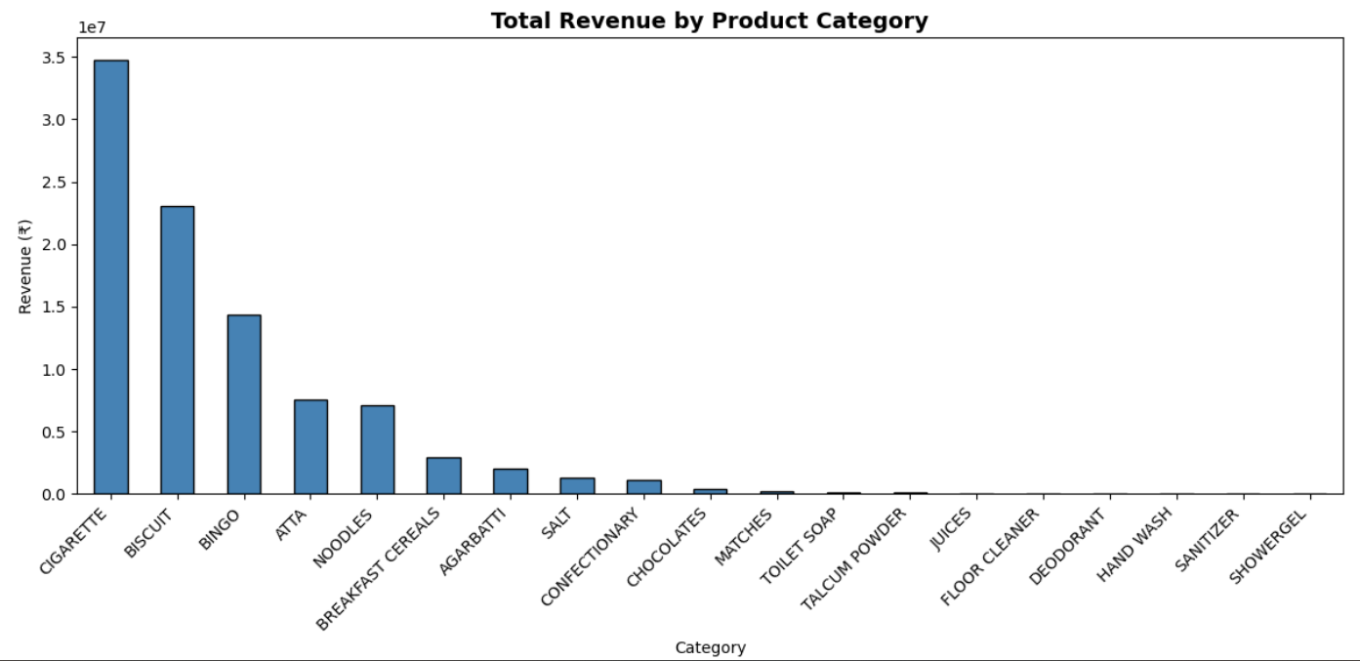 Total Revenue by Product Category
1e7
3.5
3.0
2.5
2.0
1.5
1.0
0.5
0.0
Revenue (₹)
CIGARETTE
BISCUIT
BINGO
ATTA
NOODLES
BREAKFAST CEREALS
AGARBATTI
SALT
CONFECTIONARY
CHOCOLATES
MATCHES
TOILET SOAP
TALCUM POWDER
JUICES
FLOOR CLEANER
DEODORANT
HAND WASH
SANITIZER
SHOWERGEL
Category